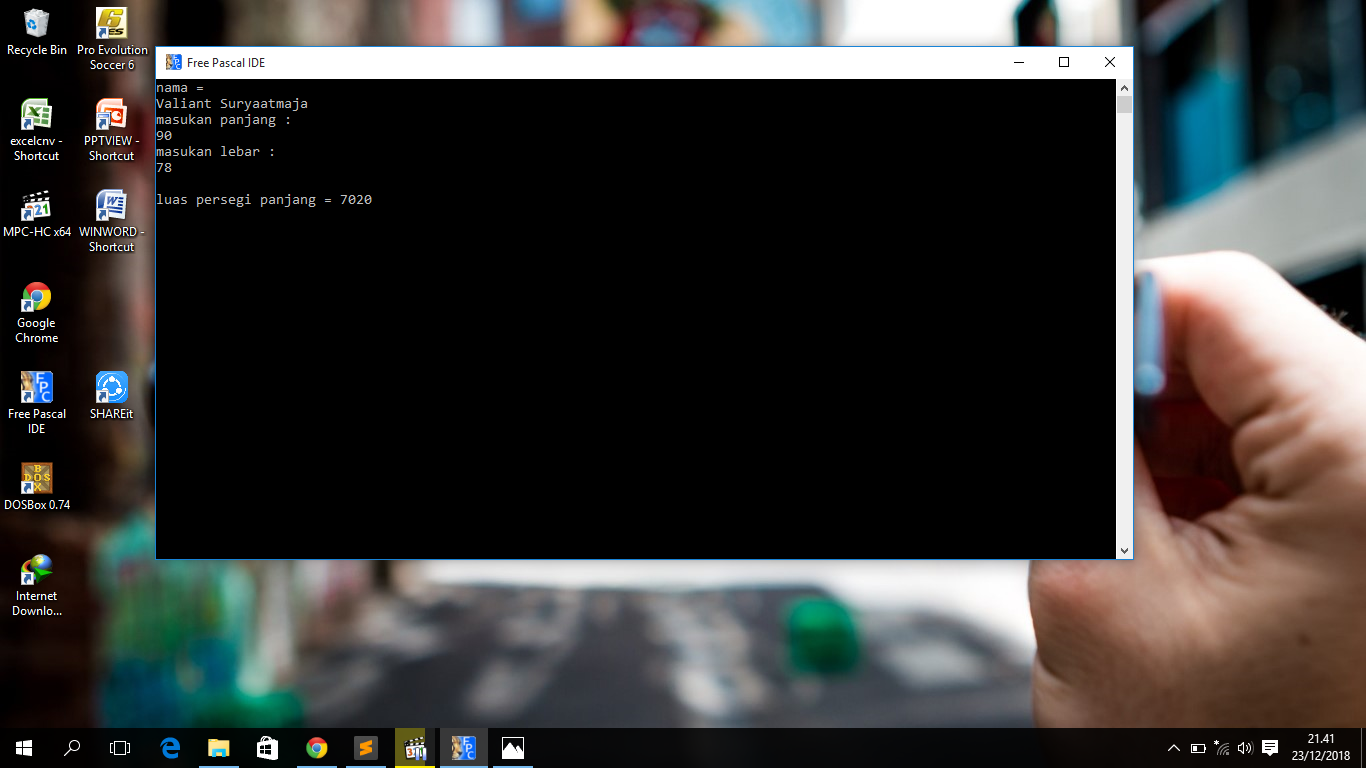 Recycle Bin
Pro Evolution
Soccer 6
excelcnv -
Shortcut
PPTVIEW -
Shortcut
MPC-HC x64
WINWORD -
Shortcut
Google
Chrome
Free Pascal
IDE
SHAREit
DOSBox 0.74
Internet
Downlo...
Free Pascal IDE
nama =
Valiant Suryaatmaja
masukan panjang :
90
masukan lebar :
78
luas persegi panjang = 7020
21.41
23/12/2018